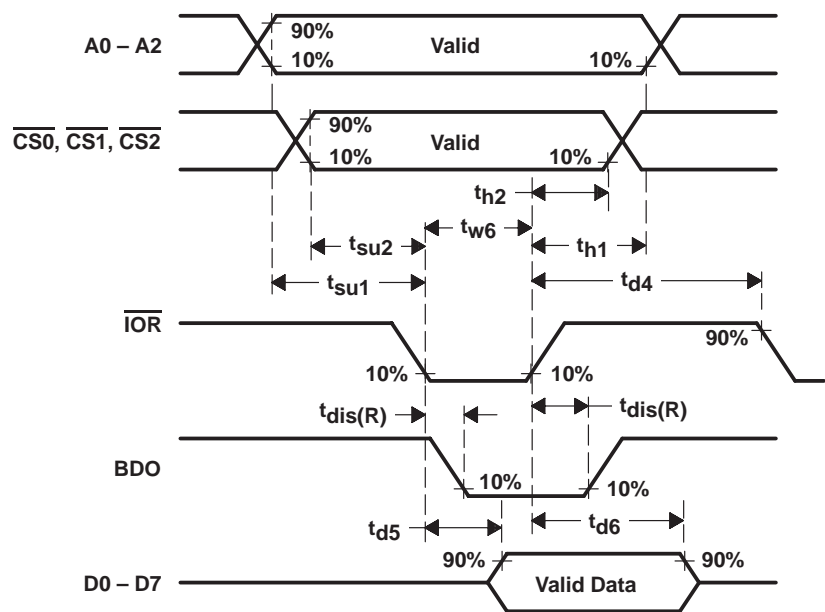 A0 – A2
90%
Valid
10%
10%
CS0, CS1, CS2
90%
Valid
10%
10%
th2
tw6
tsu2
th1
tsu1
td4
IOR
90%
10%
10%
tdis(R)
tdis(R)
BDO
10%
10%
td5
td6
90%
90%
D0 – D7
Valid Data